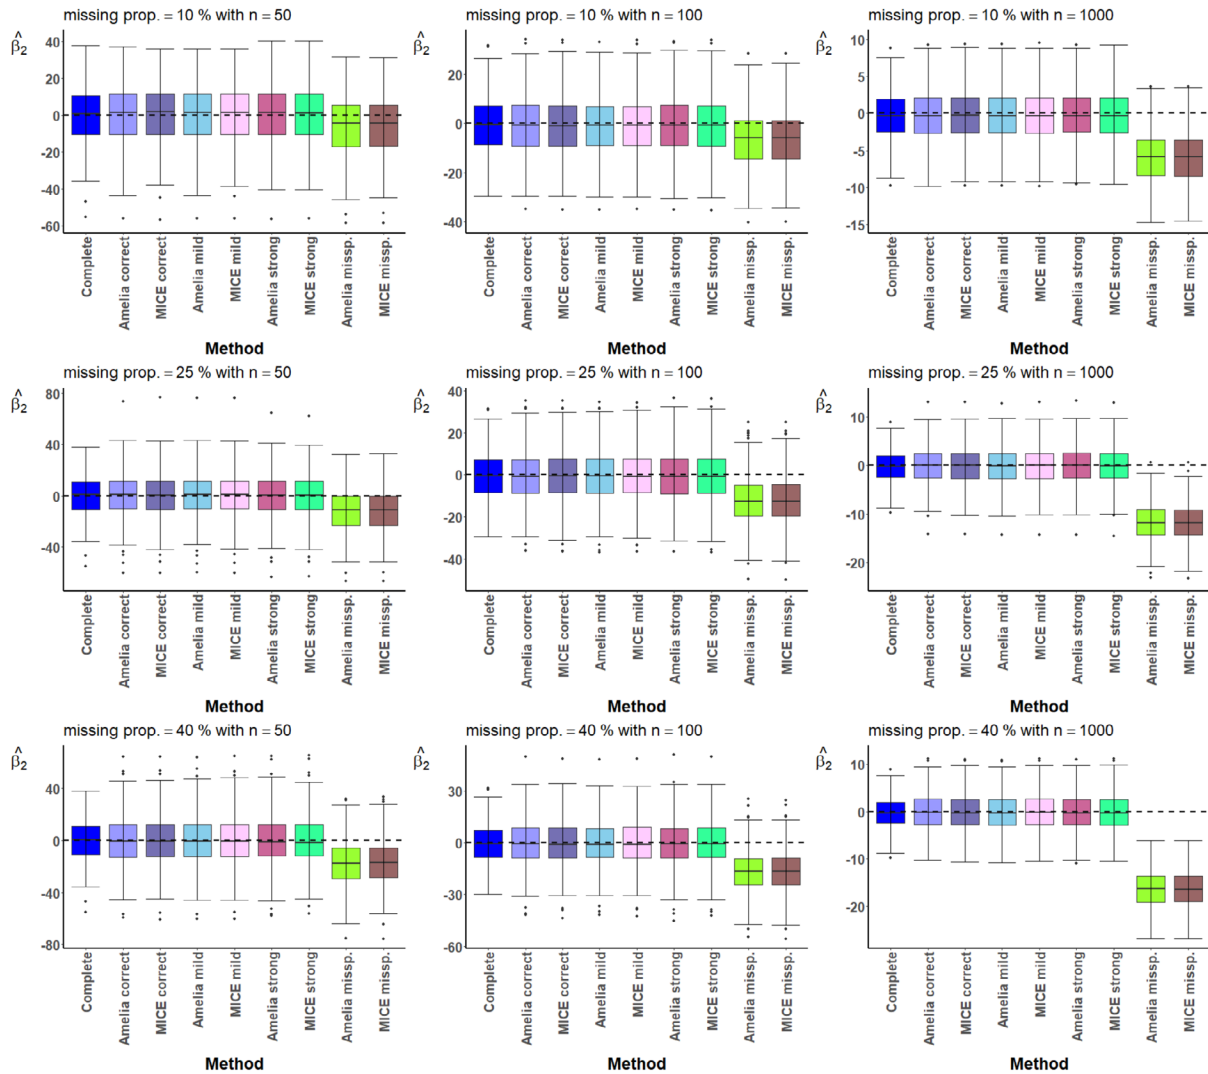 missing prop. = 10 % with n = 50
β̂2
40
20
0
-20
-40
-60
Complete
Amelia correct
MICE correct
Amelia mild
MICE mild
Amelia strong
MICE strong
Amelia missp.
MICE missp.
Method
missing prop. = 10 % with n = 100
β̂2
20
0
-20
-40
Complete
Amelia correct
MICE correct
Amelia mild
MICE mild
Amelia strong
MICE strong
Amelia missp.
MICE missp.
Method
missing prop. = 10 % with n = 1000
β̂2
10
5
0
-5
-10
-15
Complete
Amelia correct
MICE correct
Amelia mild
MICE mild
Amelia strong
MICE strong
Amelia missp.
MICE missp.
Method
missing prop. = 25 % with n = 50
β̂2
80
40
0
-40
Complete
Amelia correct
MICE correct
Amelia mild
MICE mild
Amelia strong
MICE strong
Amelia missp.
MICE missp.
Method
missing prop. = 25 % with n = 100
β̂2
40
20
0
-20
-40
Complete
Amelia correct
MICE correct
Amelia mild
MICE mild
Amelia strong
MICE strong
Amelia missp.
MICE missp.
Method
missing prop. = 25 % with n = 1000
β̂2
10
0
-10
-20
Complete
Amelia correct
MICE correct
Amelia mild
MICE mild
Amelia strong
MICE strong
Amelia missp.
MICE missp.
Method
missing prop. = 40 % with n = 50
β̂2
40
0
-40
-80
Complete
Amelia correct
MICE correct
Amelia mild
MICE mild
Amelia strong
MICE strong
Amelia missp.
MICE missp.
Method
missing prop. = 40 % with n = 100
β̂2
30
0
-30
-60
Complete
Amelia correct
MICE correct
Amelia mild
MICE mild
Amelia strong
MICE strong
Amelia missp.
MICE missp.
Method
missing prop. = 40 % with n = 1000
β̂2
10
0
-10
-20
Complete
Amelia correct
MICE correct
Amelia mild
MICE mild
Amelia strong
MICE strong
Amelia missp.
MICE missp.
Method